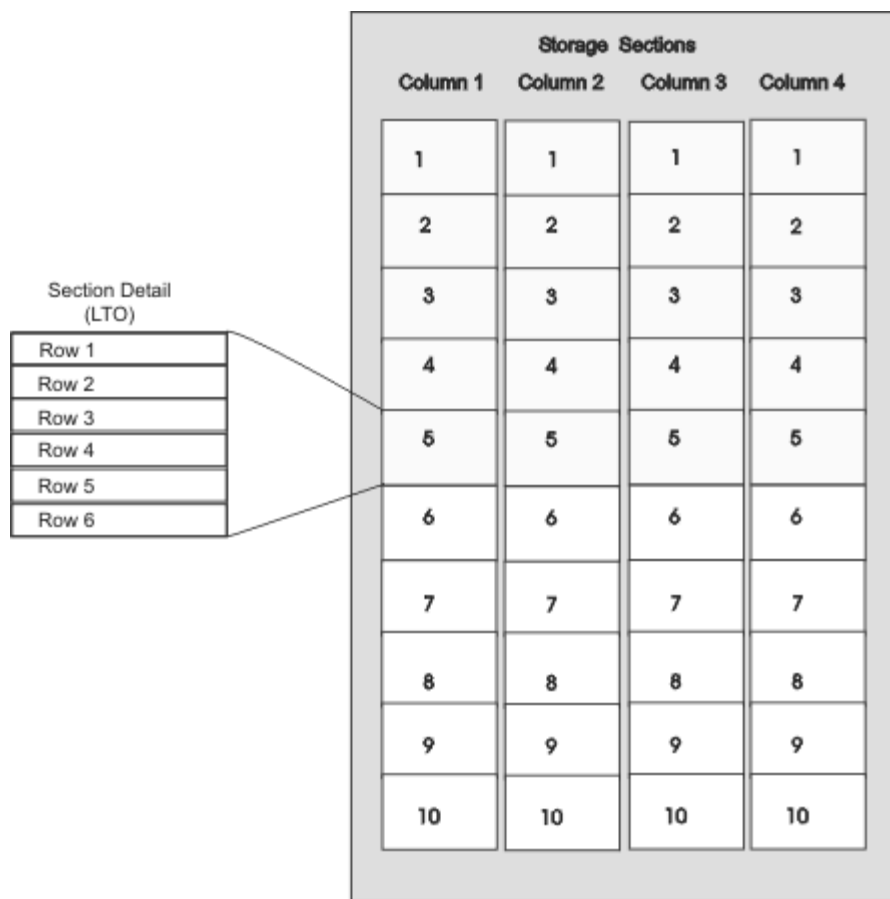 Storage Sections
Column 1 Column 2 Column 3 Column 4
1 1 1 1
2 2 2 2
3 3 3 3
4 4 4 4
5 5 5 5
6 6 6 6
7 7 7 7
8 8 8 8
9 9 9 9
10 10 10 10
Section Detail
(LTO)
Row 1
Row 2
Row 3
Row 4
Row 5
Row 6